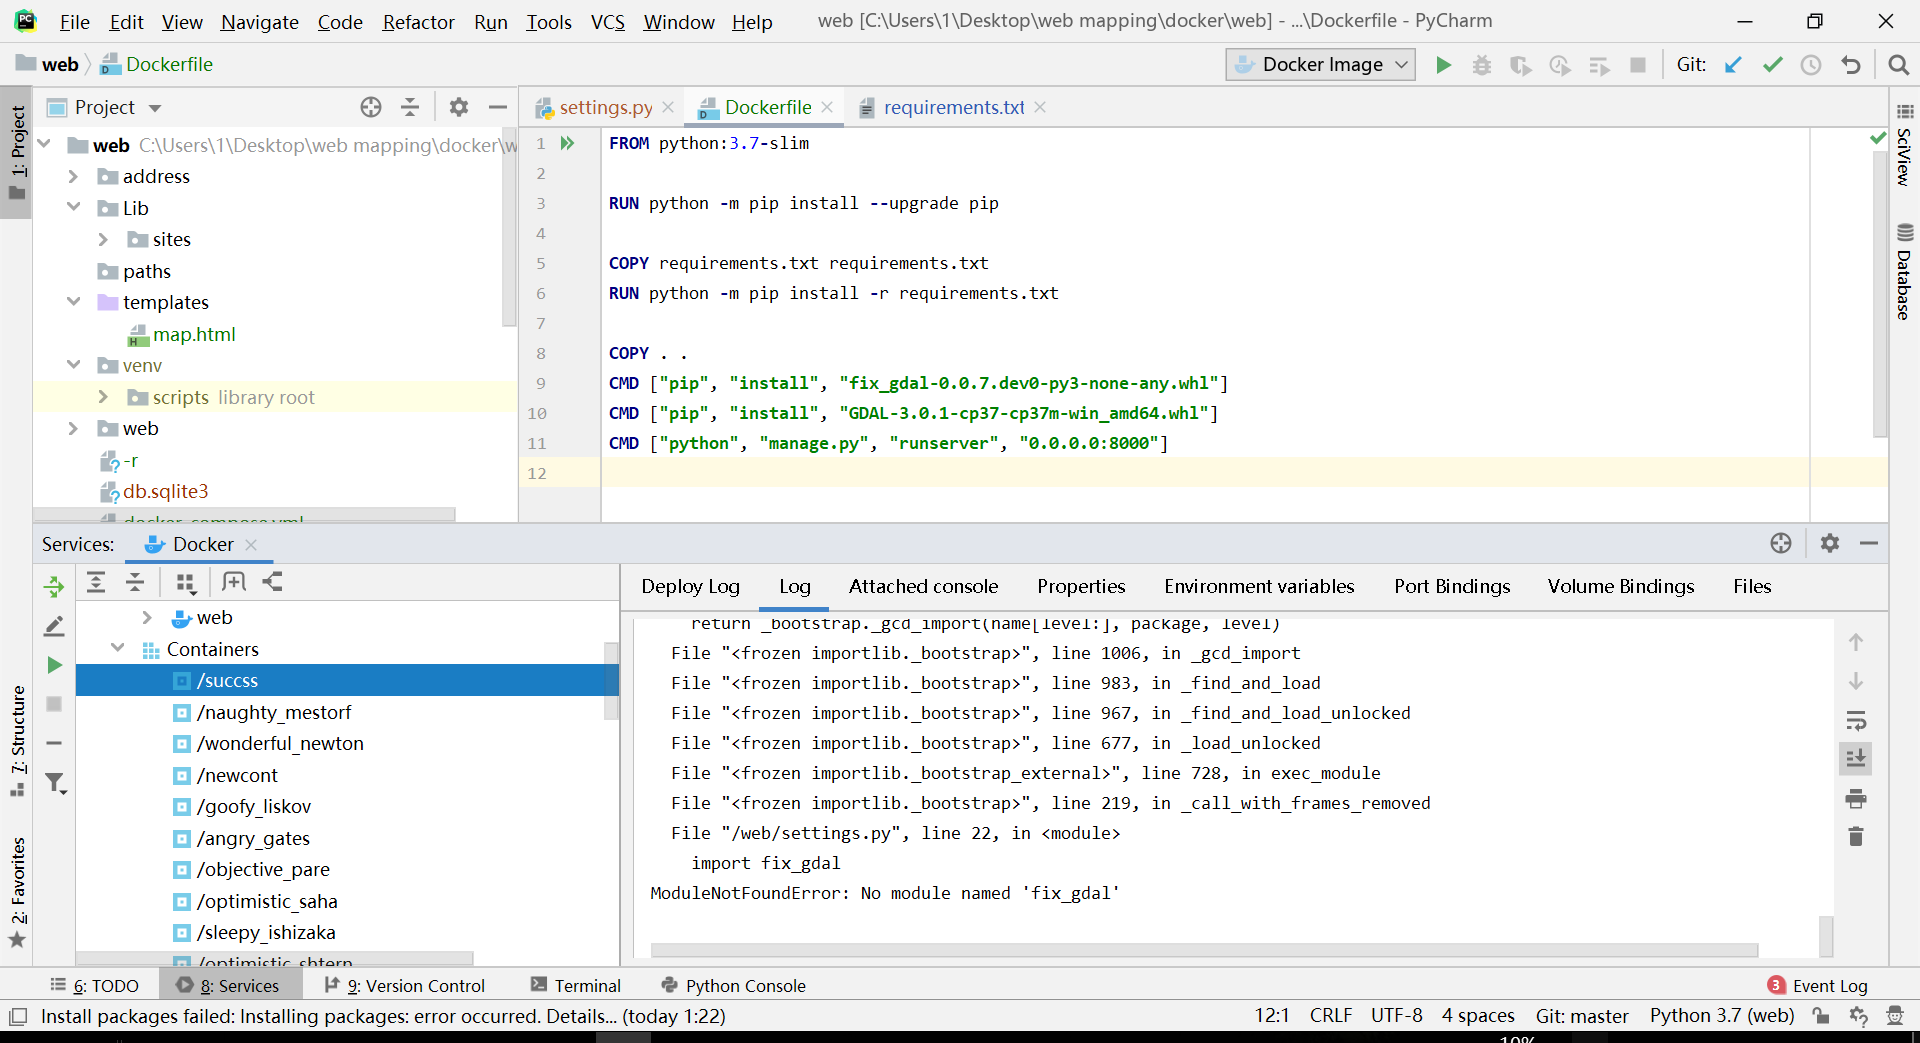 PC File Edit View Navigate Code Refactor Run Tools VCS Window Help web [C:\Users\1\Desktop\web mapping\docker\web] - ...\Dockerfile - PyCharm
web Dockerfile Docker Image Git:
Project
settings.py Dockerfile requirements.txt
1: Project
web C:\Users\1\Desktop\web mapping\docker\w
address
Lib
sites
paths
templates
map.html
venv
scripts library root
web
-r
db.sqlite3
docker-compose.yml
1 FROM python:3.7-slim
2
3 RUN python -m pip install --upgrade pip
4
5 COPY requirements.txt requirements.txt
6 RUN python -m pip install -r requirements.txt
7
8 COPY . .
9 CMD ["pip", "install", "fix_gdal-0.0.7.dev0-py3-none-any.whl"]
10 CMD ["pip", "install", "GDAL-3.0.1-cp37-cp37m-win_amd64.whl"]
11 CMD ["python", "manage.py", "runserver", "0.0.0.0:8000"]
12
SciView
Database
Services: Docker
7: Structure
2: Favorites
web
Containers
/succss
/naughty_mestorf
/wonderful_newton
/newcont
/goofy_liskov
/angry_gates
/objective_pare
/optimistic_saha
/sleepy_ishizaka
/optimistic_shtern
Deploy Log Log Attached console Properties Environment variables Port Bindings Volume Bindings Files
return _bootstrap._gcd_import(name[level:], package, level)
File "<frozen importlib._bootstrap>", line 1006, in _gcd_import
File "<frozen importlib._bootstrap>", line 983, in _find_and_load
File "<frozen importlib._bootstrap>", line 967, in _find_and_load_unlocked
File "<frozen importlib._bootstrap>", line 677, in _load_unlocked
File "<frozen importlib._bootstrap_external>", line 728, in exec_module
File "<frozen importlib._bootstrap>", line 219, in _call_with_frames_removed
File "/web/settings.py", line 22, in <module>
import fix_gdal
ModuleNotFoundError: No module named 'fix_gdal'
6: TODO 8: Services 9: Version Control Terminal Python Console 3 Event Log
Install packages failed: Installing packages: error occurred. Details... (today 1:22) 12:1 CRLF UTF-8 4 spaces Git: master Python 3.7 (web)
10%